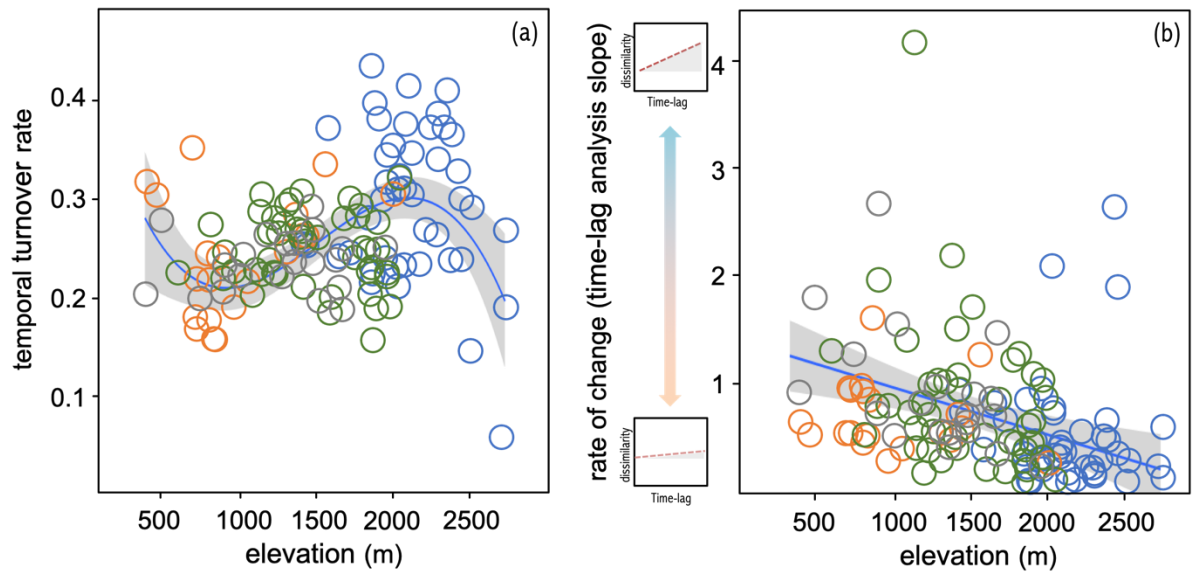 (a)
temporal turnover rate
0.4
0.3
0.2
0.1
500 1000 1500 2000 2500
elevation (m)
rate of change (time-lag analysis slope)
dissimilarity
Time-lag
dissimilarity
Time-lag
(b)
4
3
2
1
500 1000 1500 2000 2500
elevation (m)